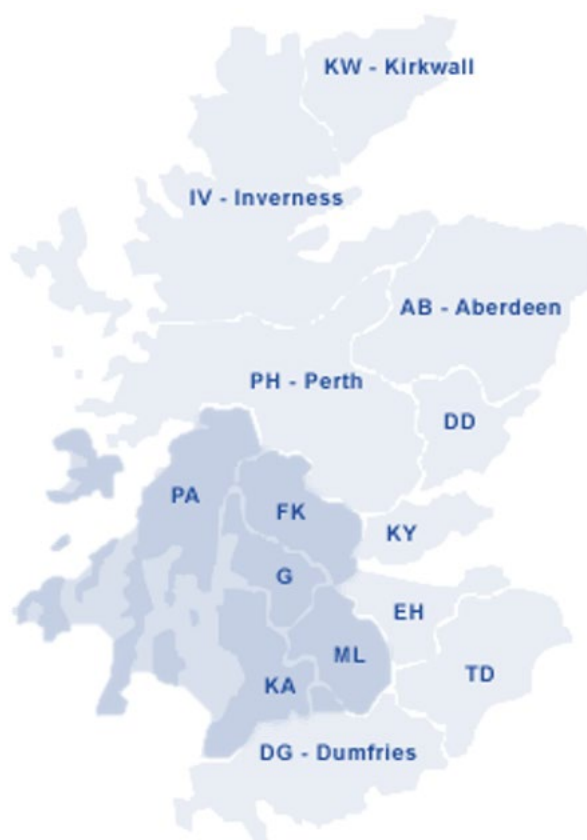 KW - Kirkwall
IV - Inverness
AB - Aberdeen
PH - Perth
DD
PA
FK
KY
G
EH
ML
TD
KA
DG - Dumfries